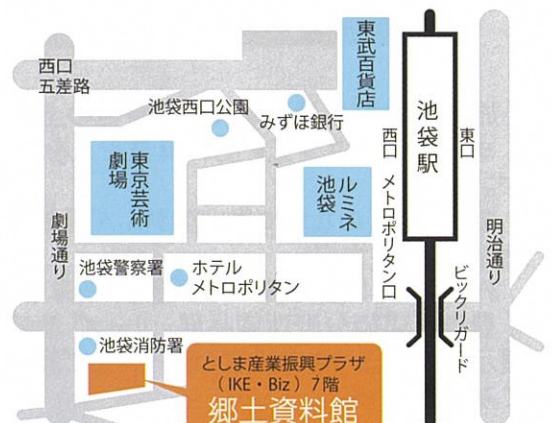 東武百貨店
西口
五差路
池袋西口公園
みずほ銀行
池袋駅
西口
東口
東京芸術
劇場
ルミネ
池袋
メトロポリタン口
劇場通り
明治通り
池袋警察署
ホテル
メトロポリタン
ビックリガード
池袋消防署
としま産業振興プラザ
(IKE・Biz)7階
郷土資料館